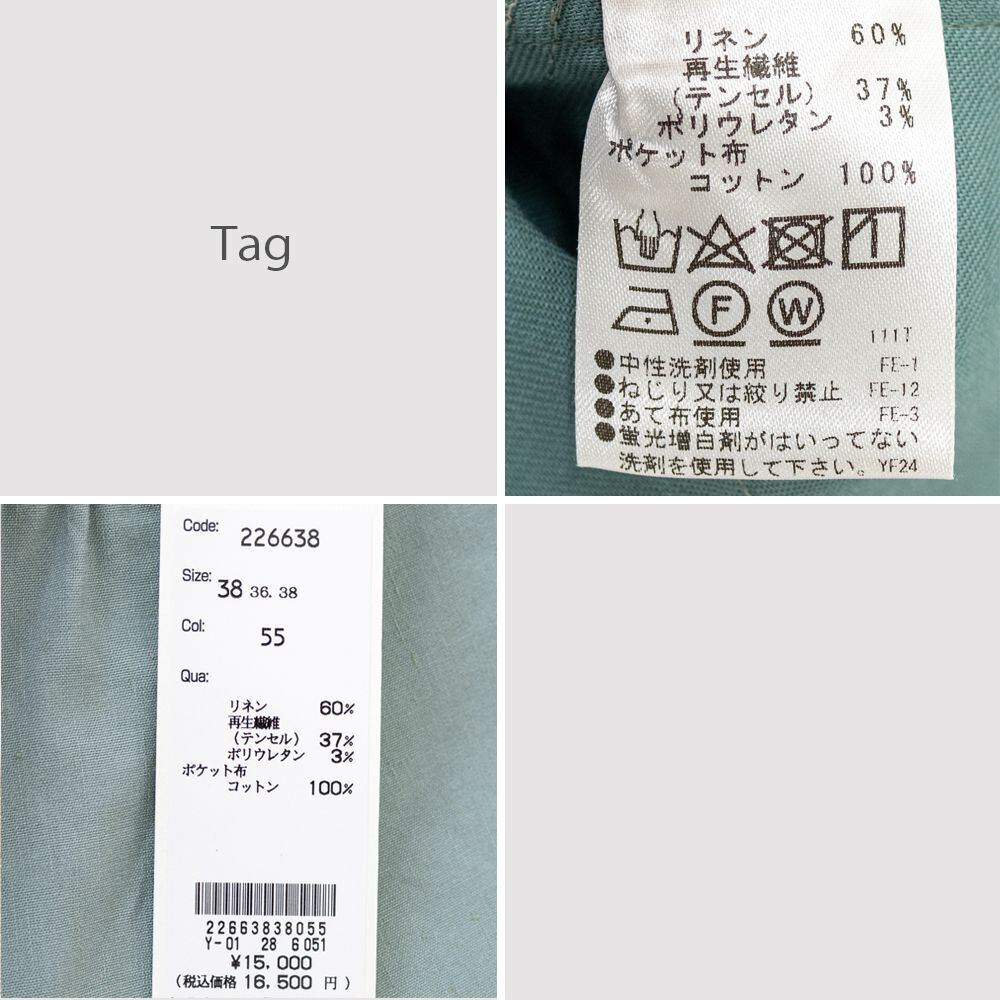 Tag
リネン 60%
再生繊維
(テンセル) 37%
ポリウレタン 3%
ポケット布
コットン 100%
F W
111T
●中性洗剤使用 FE-1
●ねじり又は絞り禁止 FE-12
●あて布使用 FE-3
●蛍光増白剤がはいってない
洗剤を使用して下さい。 YF24
Code: 226638
Size: 38 36. 38
Col: 55
Qua:
リネン 60%
再生繊維
(テンセル) 37%
ポリウレタン 3%
ポケット布
コットン 100%
22663838055
Y-01 28 6051
¥15,000
(税込価格 16,500 円)